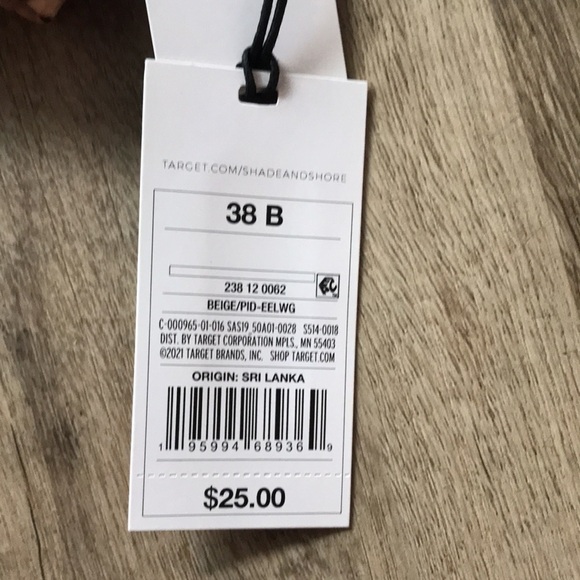 TARGET.COM/SHADEANDSHORE
38 B
238 12 0062
BEIGE/PID-EELWG
C-000965-01-016 SAS19 50A01-0028 S514-0018
DIST. BY TARGET CORPORATION MPLS., MN 55403
©2021 TARGET BRANDS, INC. SHOP TARGET.COM
ORIGIN: SRI LANKA
1 95994 68936 9
$25.00